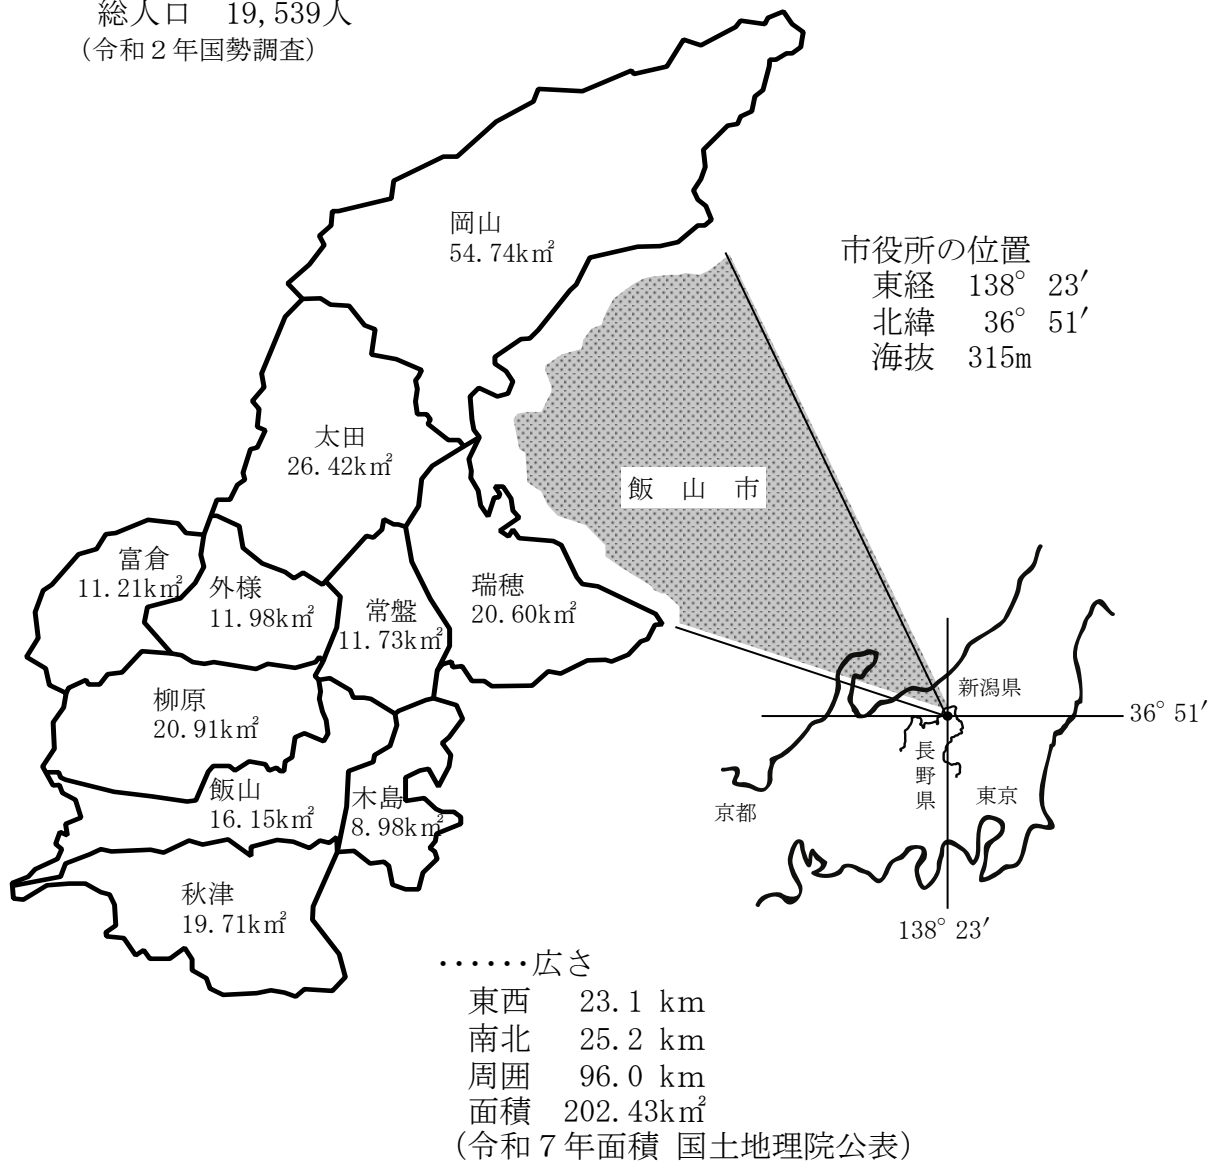 総人口　19,539人
(令和２年国勢調査)
岡山
54.74k㎡
市役所の位置
東経　138° 23′
北緯　36° 51′
海抜　315m
太田
26.42k㎡
飯　山　市
富倉
11.21k㎡
外様
11.98k㎡
常盤
11.73k㎡
瑞穂
20.60k㎡
柳原
20.91k㎡
新潟県
36° 51′
長野県
京都
東京
飯山
16.15k㎡
木島
8.98k㎡
秋津
19.71k㎡
138° 23′
……広さ
東西　23.1 km
南北　25.2 km
周囲　96.0 km
面積　202.43k㎡
(令和７年面積 国土地理院公表)